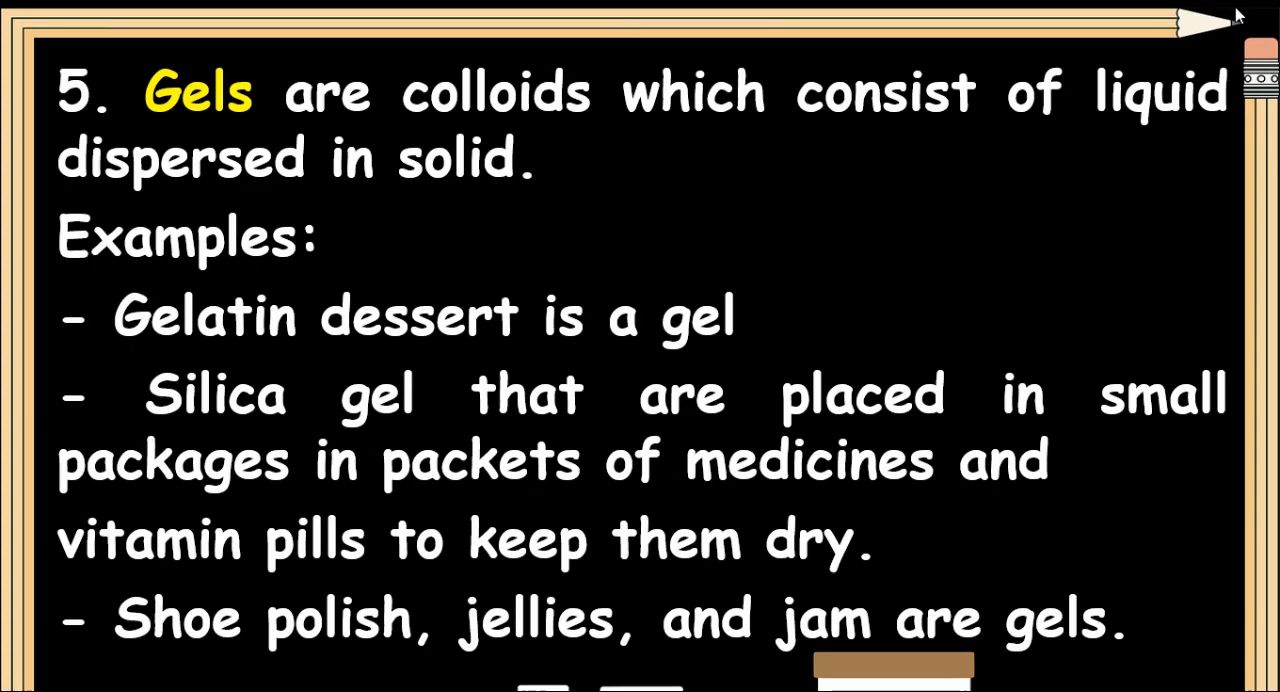 5. Gels are colloids which consist of liquid
dispersed in solid.
Examples:
- Gelatin dessert is a gel
- Silica gel that are placed in small
packages in packets of medicines and
vitamin pills to keep them dry.
- Shoe polish, jellies, and jam are gels.